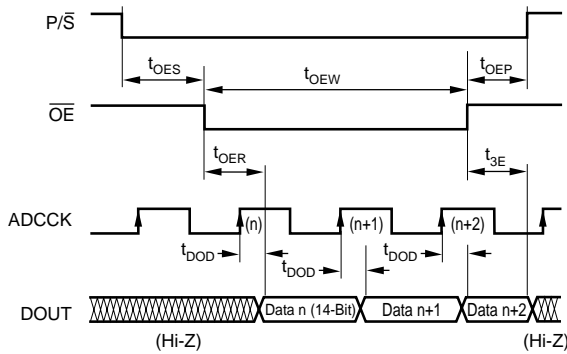 P/S̅
tOES
tOEW
tOEP
O̅E̅
tOER
t3E
ADCCK
(n)
(n+1)
(n+2)
tDOD
tDOD
tDOD
DOUT
Data n (14-Bit)
Data n+1
Data n+2
(Hi-Z)
(Hi-Z)